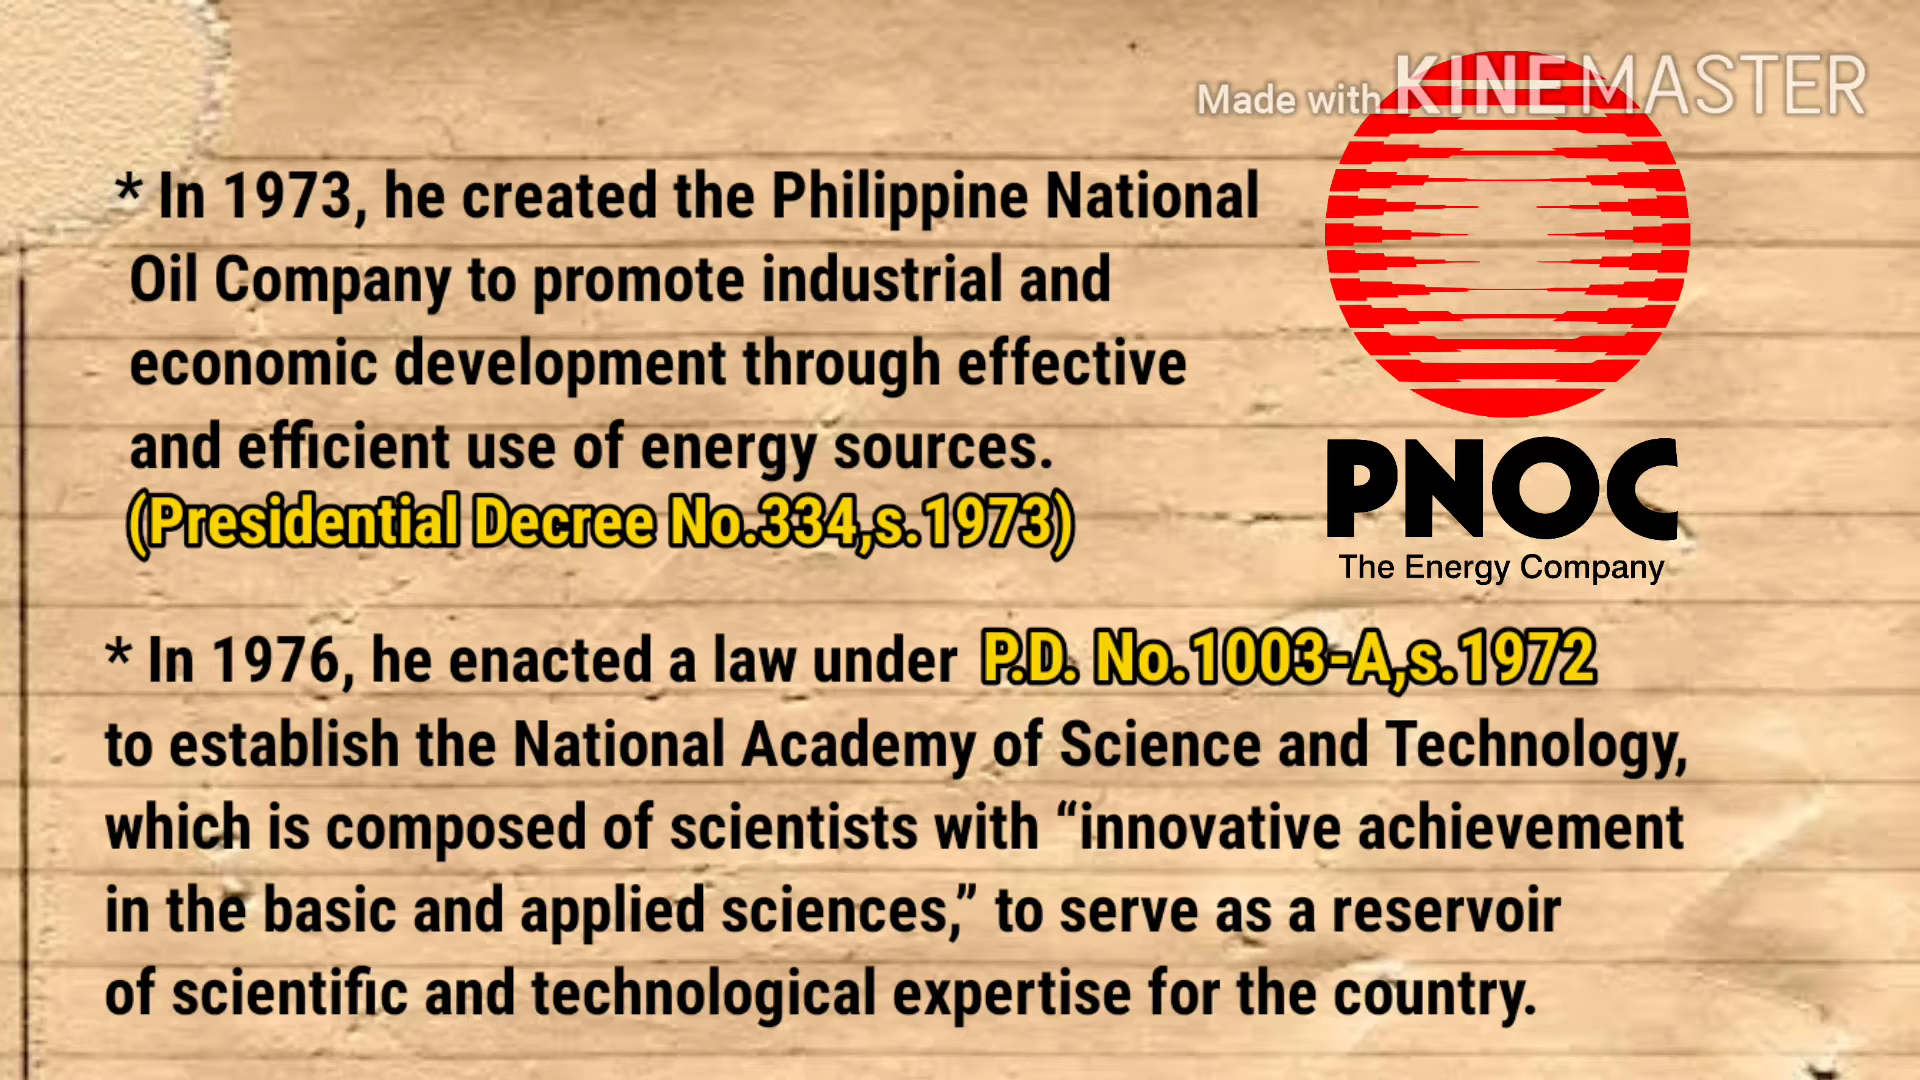 Made with KINEMASTER
* In 1973, he created the Philippine National
Oil Company to promote industrial and
economic development through effective
and efficient use of energy sources.
(Presidential Decree No.334,s.1973)
PNOC
The Energy Company
* In 1976, he enacted a law under P.D. No.1003-A,s.1972
to establish the National Academy of Science and Technology,
which is composed of scientists with “innovative achievement
in the basic and applied sciences,” to serve as a reservoir
of scientific and technological expertise for the country.